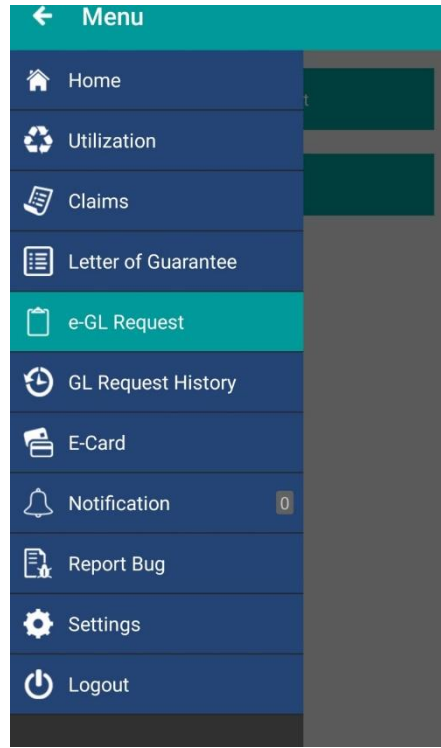 Menu
Home
t
Utilization
Claims
Letter of Guarantee
e-GL Request
GL Request History
E-Card
Notification 0
Report Bug
Settings
Logout